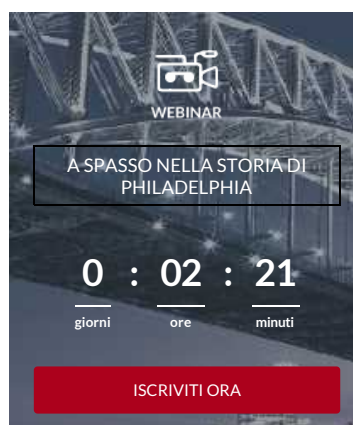 WEBINAR
A SPASSO NELLA STORIA DI
PHILADELPHIA
0 : 02 : 21
giorni ore minuti
ISCRIVITI ORA